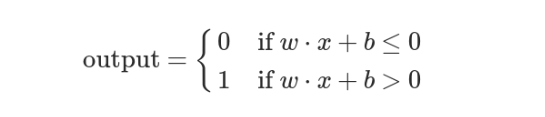 output = { 0 if w · x + b ≤ 0
1 if w · x + b > 0